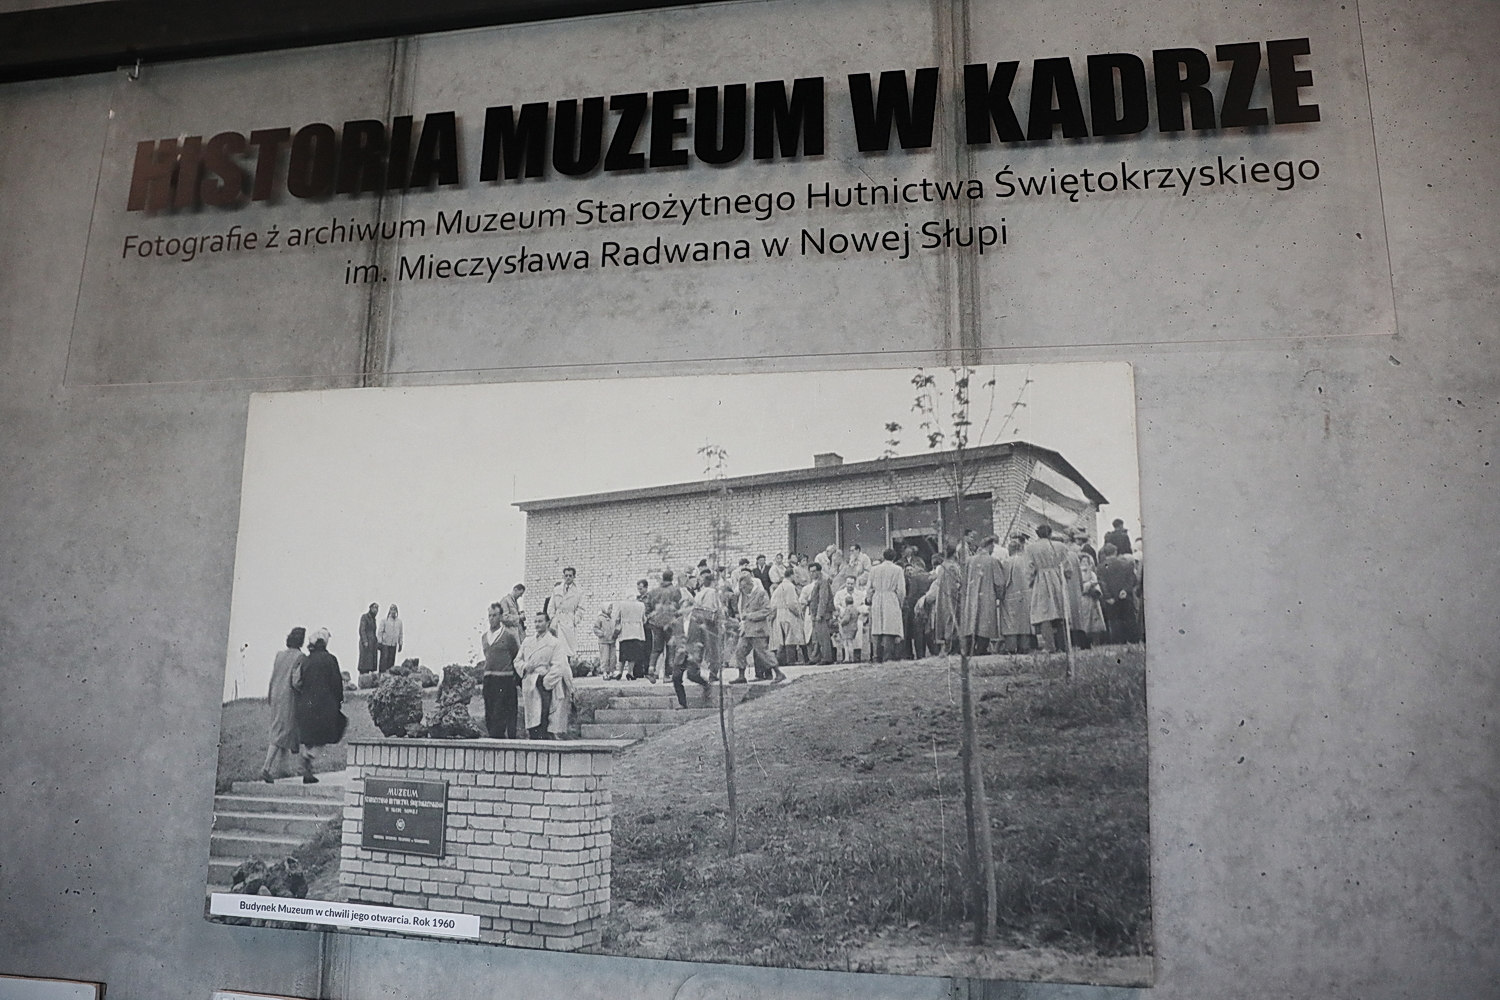 HISTORIA MUZEUM W KADRZE
Fotografie ż archiwum Muzeum Starożytnego Hutnictwa Świętokrzyskiego
im. Mieczysława Radwana w Nowej Słupi
MUZEUM
Budynek Muzeum w chwili jego otwarcia. Rok 1960